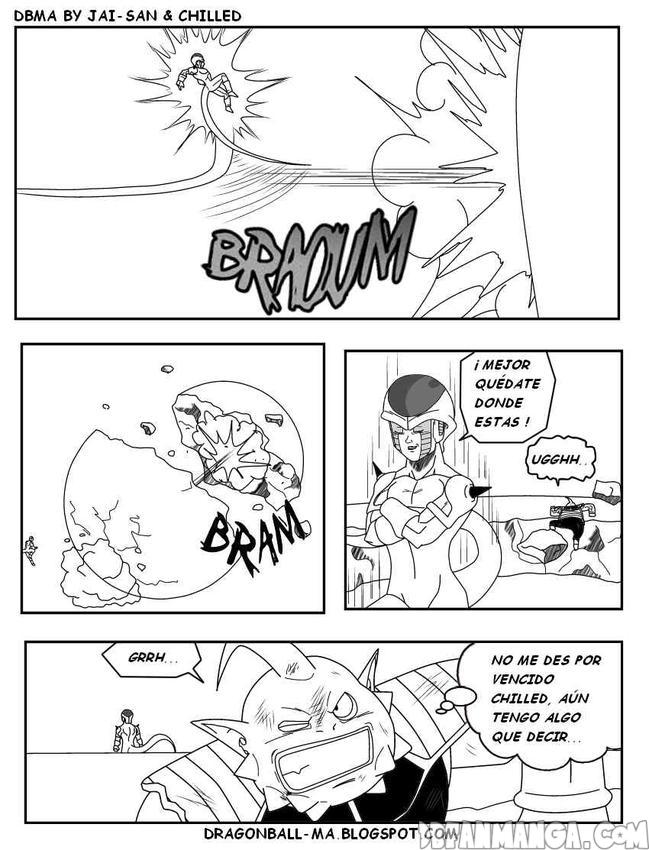 DBMA BY JAI-SAN & CHILLED
BRAOUM
¡ MEJOR
QUÉDATE
DONDE
ESTAS !
UGGHH...
BRAM
GRRH...
NO ME DES POR
VENCIDO
CHILLED, AÚN
TENGO ALGO
QUE DECIR...
DRAGONBALL-MA.BLOGSPOT.COM
DBFANMANGA.COM